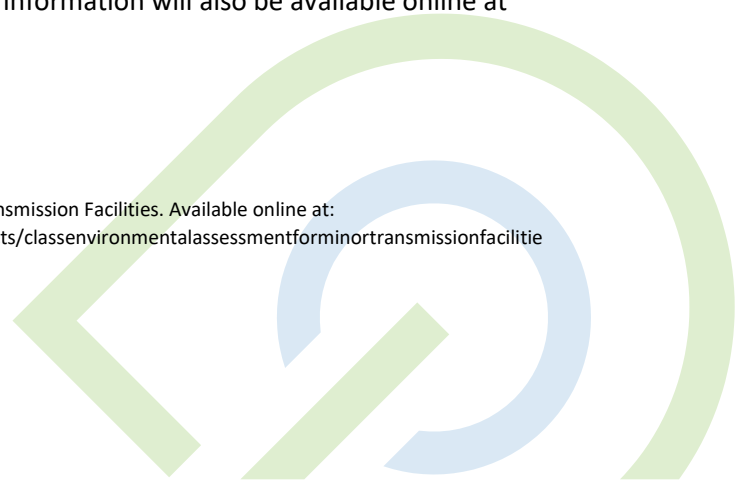 information will also be available online at
nsmission Facilities. Available online at:
ts/classenvironmentalassessmentforminortransmissionfacilitie